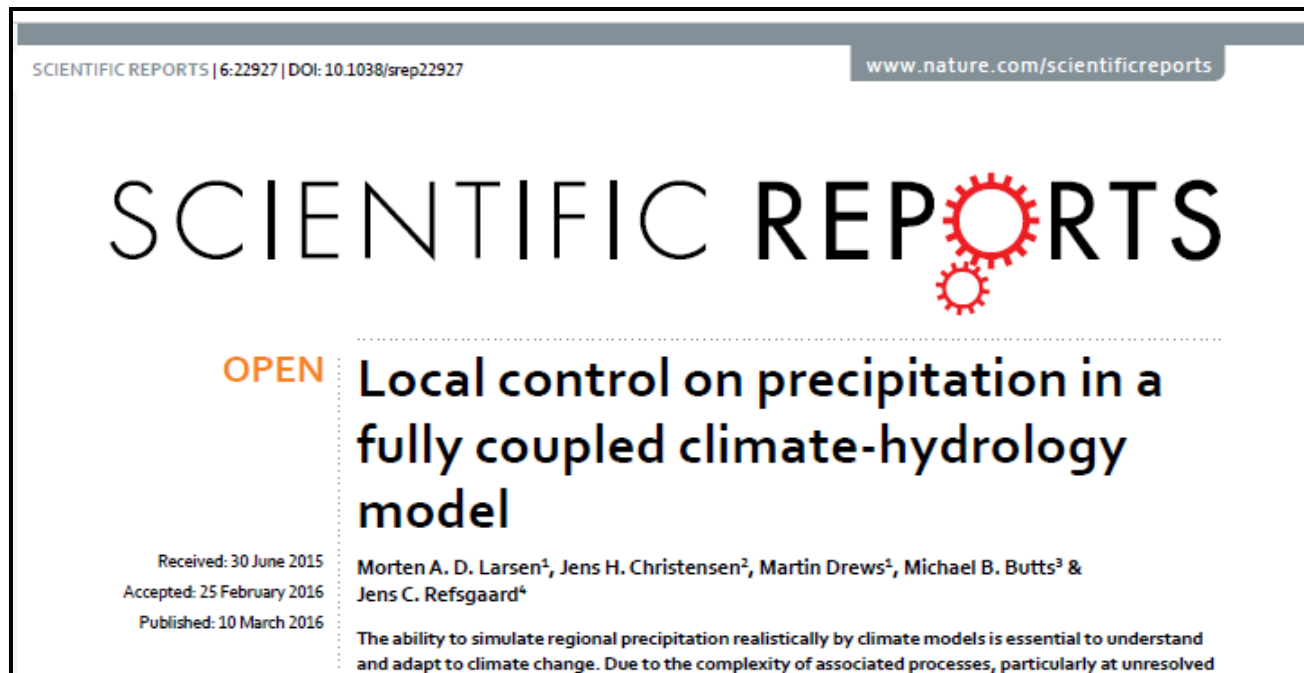 SCIENTIFIC REPORTS | 6:22927 | DOI: 10.1038/srep22927
www.nature.com/scientificreports
SCIENTIFIC REPORTS
OPEN
Local control on precipitation in a
fully coupled climate-hydrology
model
Received: 30 June 2015
Accepted: 25 February 2016
Published: 10 March 2016
Morten A. D. Larsen¹, Jens H. Christensen², Martin Drews¹, Michael B. Butts³ &
Jens C. Refsgaard⁴
The ability to simulate regional precipitation realistically by climate models is essential to understand
and adapt to climate change. Due to the complexity of associated processes, particularly at unresolved